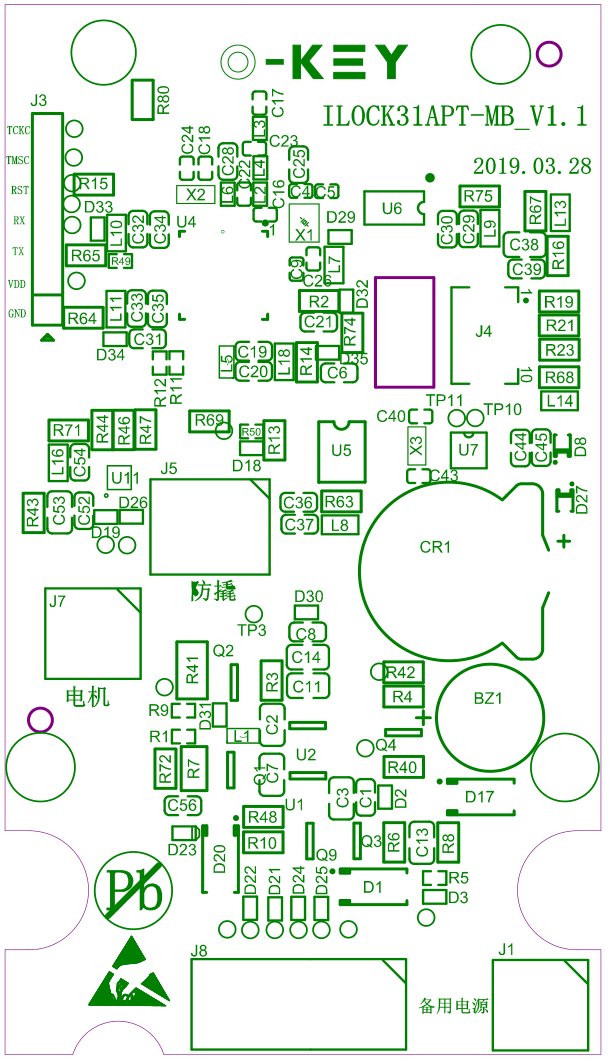 -KEY
ILOCK31APT-MB_V1.1
2019.03.28
J3
R80
C17
L3
C23
C24
C18
C28
C22
L4
C25
TCKC
TMSC
RST
RX
TX
VDD
GND
R15
D33
X2
L6
L2
C16
C4
C5
U6
R75
R67
L13
L10
C32
C34
U4
1
X1
D29
C30
C29
L9
C38
R16
R65
R49
C9
C26
L7
C39
L11
C33
C35
R2
D32
J4
1
10
R19
R64
C31
C21
R74
R21
D34
L5
C19
C20
L18
R14
D35
C6
R23
R12
R11
R68
TP11
TP10
L14
R71
R44
R46
R47
R69
R50
R13
D18
C40
X3
U5
U7
C44
C45
D8
L16
C54
U11
J5
C43
D27
R43
C53
C52
D19
D26
C36
R63
C37
L8
CR1
防撬
J7
电机
TP3
D30
C8
C14
C11
U2
Q2
R41
R3
R42
R4
BZ1
R9
D31
C2
R1
L1
Q4
R72
R7
Q1
C7
R40
C56
U1
C3
C1
D2
D17
R48
R10
D23
D20
Q9
Q3
R6
C13
R8
D1
R5
D3
Pb
D22
D21
D24
D25
J8
J1
备用电源